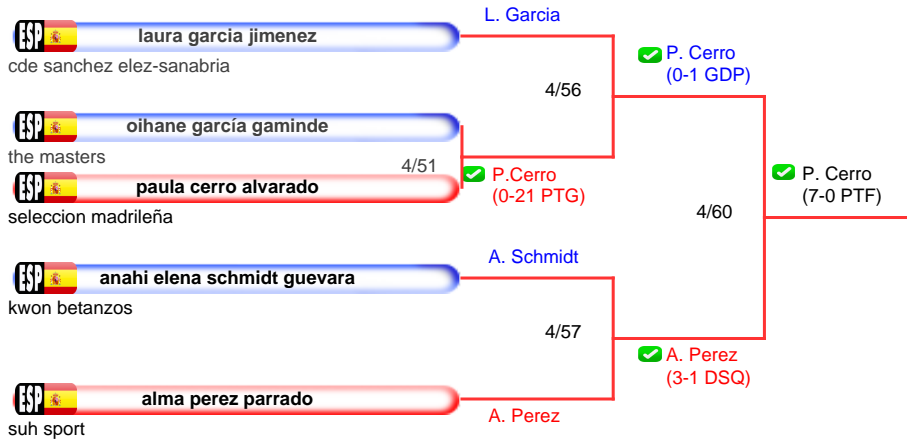 L. Garcia
ESP laura garcia jimenez
cde sanchez elez-sanabria
P. Cerro
(0-1 GDP)
4/56
ESP oihane garcía gaminde
the masters
4/51
P.Cerro
(0-21 PTG)
ESP paula cerro alvarado
seleccion madrileña
P. Cerro
(7-0 PTF)
4/60
A. Schmidt
ESP anahi elena schmidt guevara
kwon betanzos
4/57
A. Perez
(3-1 DSQ)
ESP alma perez parrado
A. Perez
suh sport